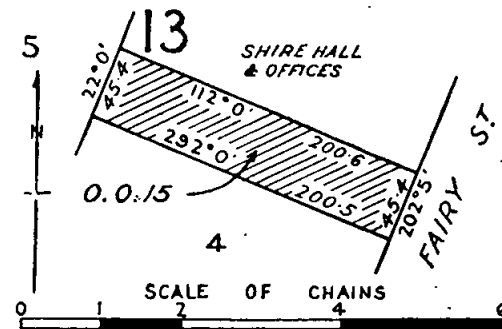 13
5
SHIRE HALL
& OFFICES
22°0'
45.4
112°0'
200.6
N
292°0'
200.5
45.4
202°5'
FAIRY ST.
0.0.15
4
SCALE OF CHAINS
0 1 2 4 6